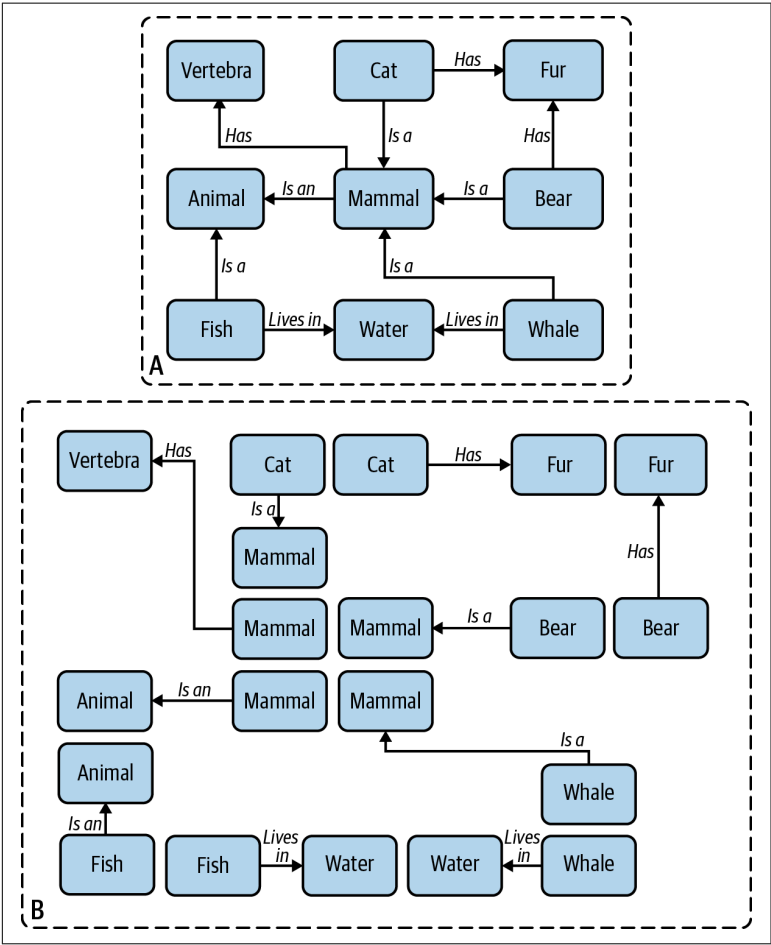 Vertebra
Cat
Has
Fur
Has
Is a
Has
Animal
Is an
Mammal
Is a
Bear
Is a
Is a
Fish
Lives in
Water
Lives in
Whale
A
Vertebra
Has
Cat
Cat
Has
Fur
Fur
Is a
Mammal
Has
Mammal
Mammal
Is a
Bear
Bear
Animal
Is an
Mammal
Mammal
Is a
Animal
Whale
Is an
Fish
Fish
Lives
in
Water
Water
Lives
in
Whale
B